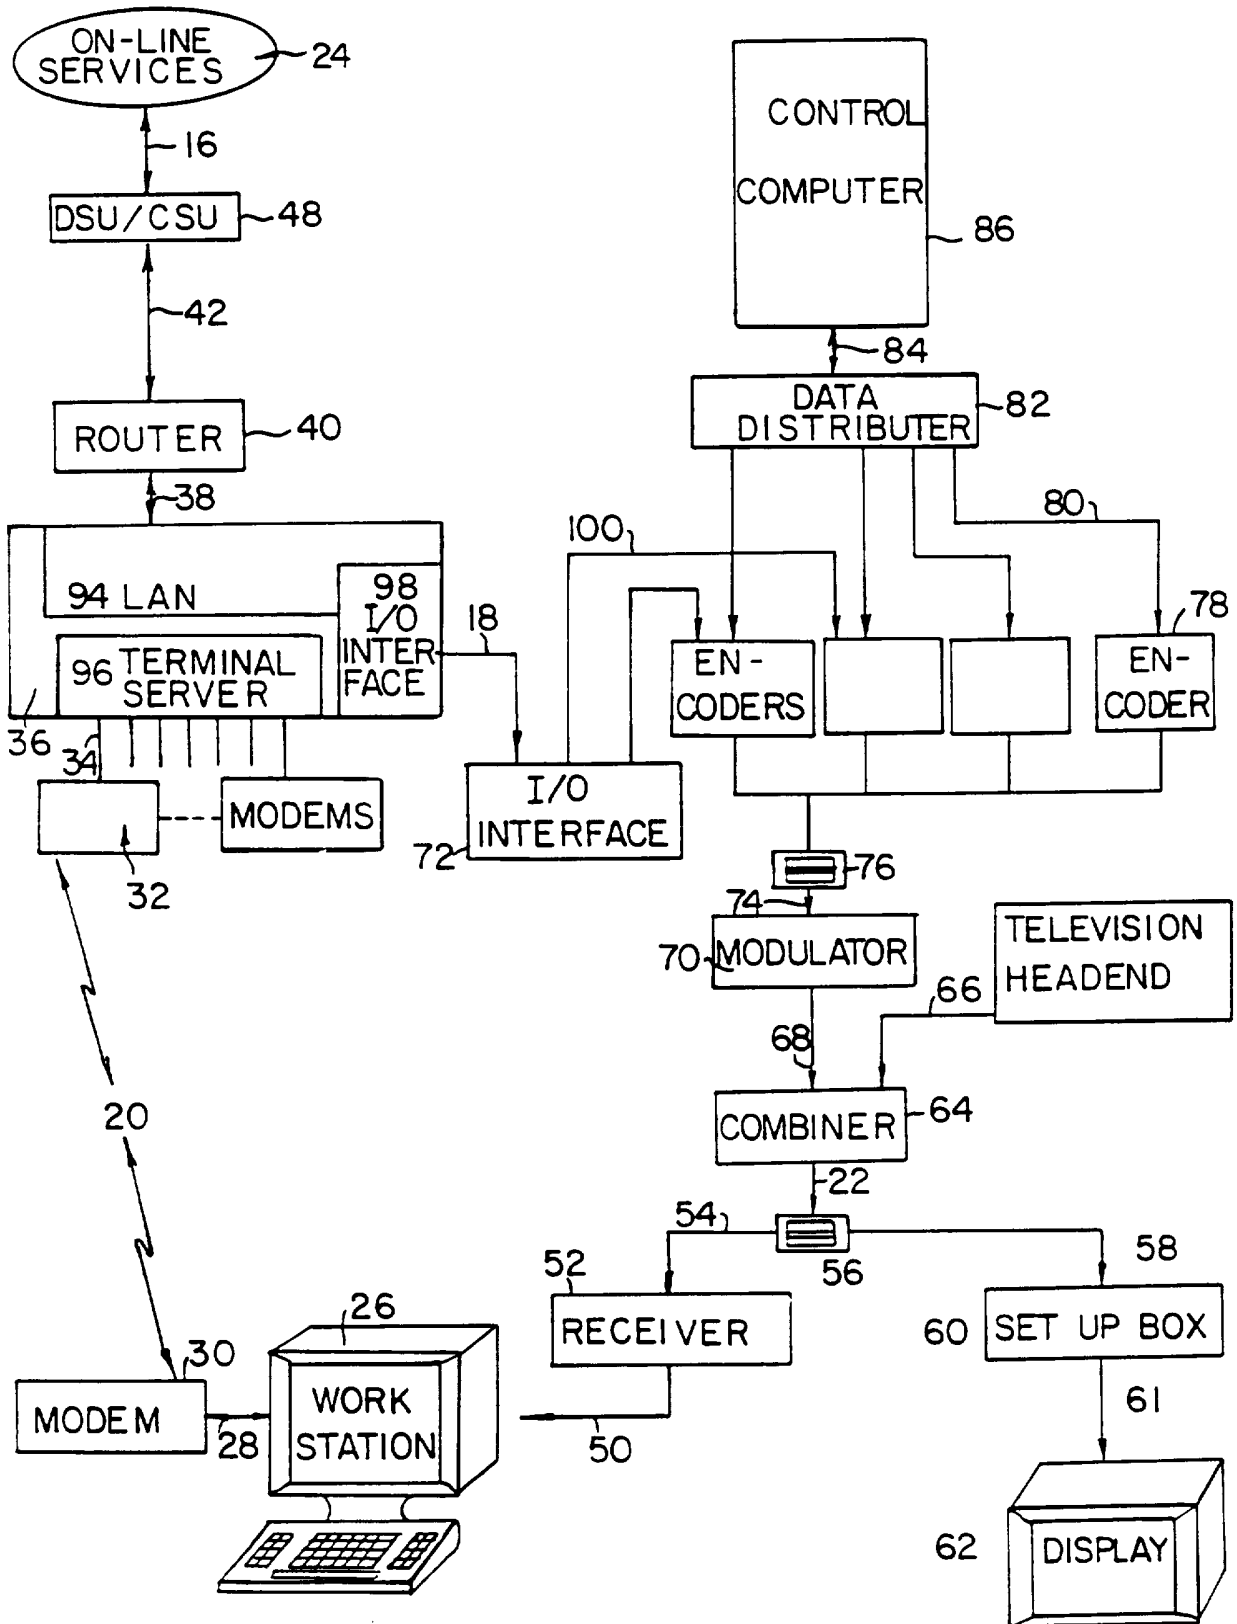 ON-LINE
SERVICES
24
16
DSU/CSU
48
42
ROUTER
40
38
94 LAN
98
I/O
INTER
FACE
96 TERMINAL
SERVER
36
34
18
32
MODEMS
I/O
INTERFACE
72
20
30
MODEM
28
26
WORK
STATION
CONTROL
COMPUTER
86
84
DATA
DISTRIBUTER
82
100
80
EN-
CODERS
78
EN-
CODER
76
74
70
MODULATOR
TELEVISION
HEADEND
66
68
COMBINER
64
22
54
56
58
52
RECEIVER
50
60
SET UP BOX
61
62
DISPLAY